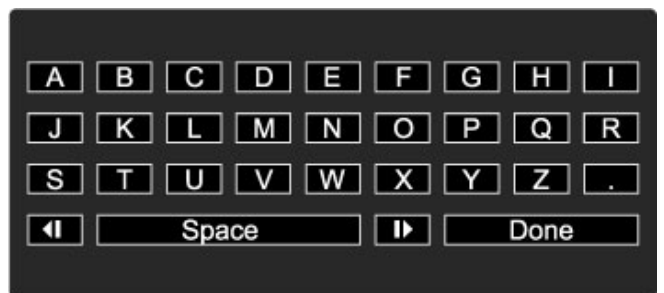 A B C D E F G H I
J K L M N O P Q R
S T U V W X Y Z .
Space Done